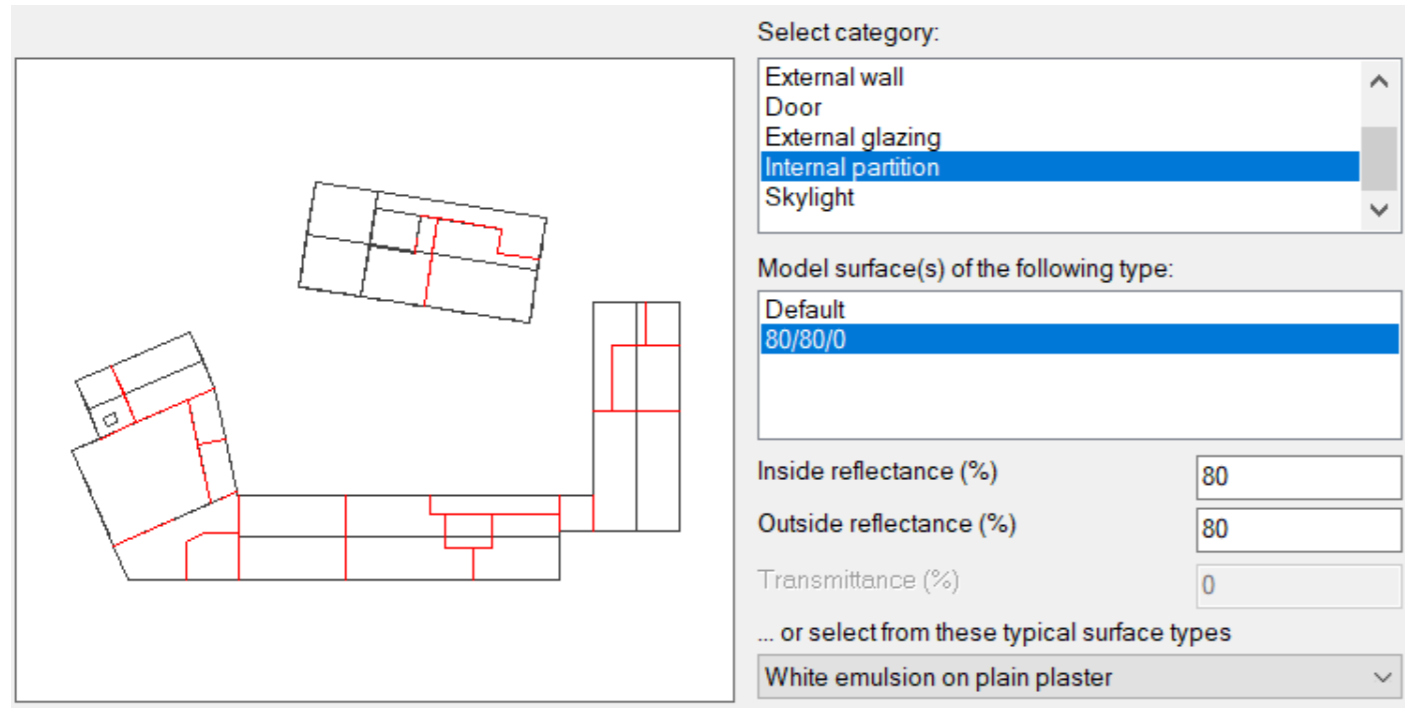 Select category:
External wall
Door
External glazing
Internal partition
Skylight
Model surface(s) of the following type:
Default
80/80/0
Inside reflectance (%) 80
Outside reflectance (%) 80
Transmittance (%) 0
... or select from these typical surface types
White emulsion on plain plaster